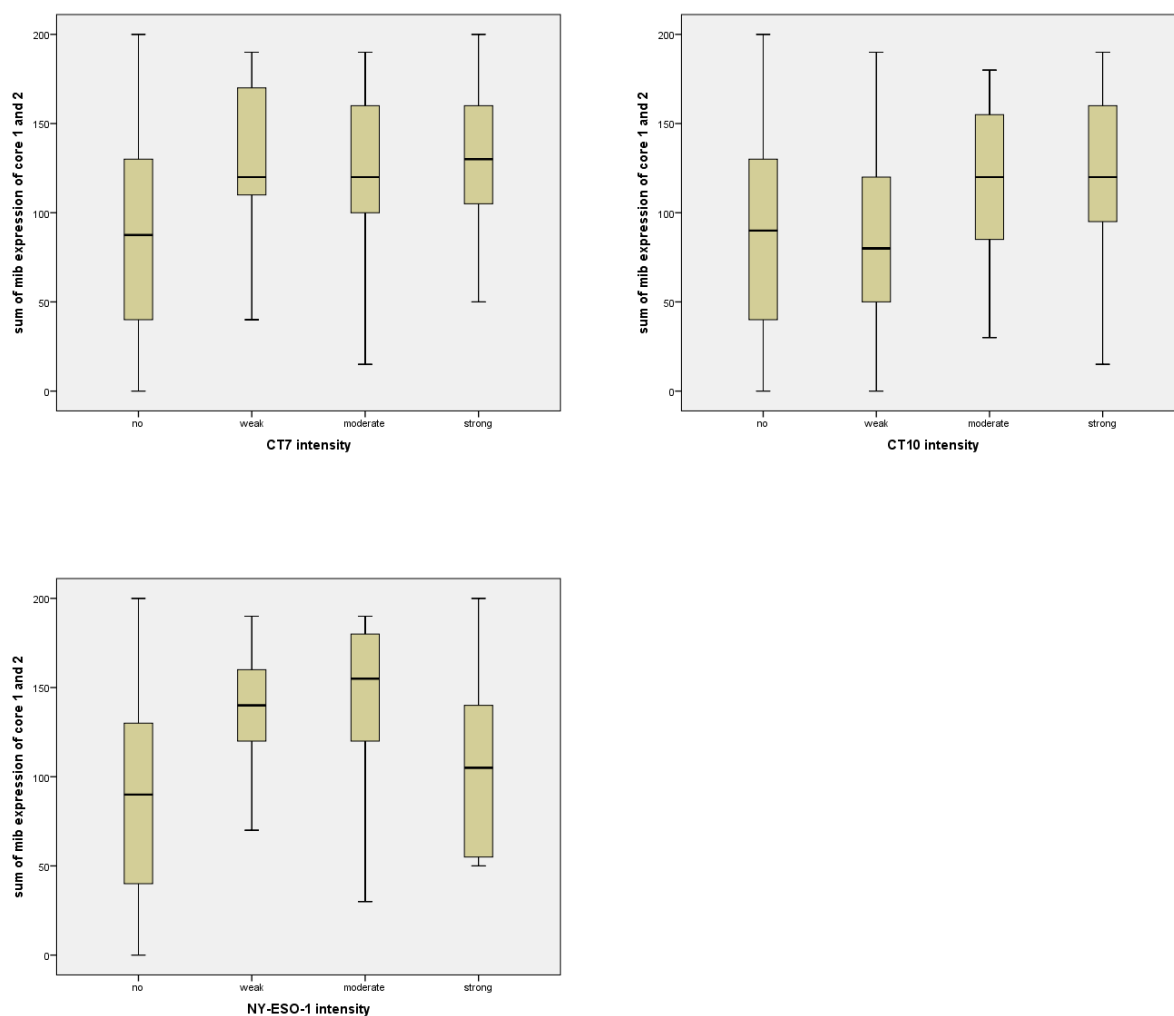 sum of mib expression of core 1 and 2
200
150
100
50
0
no weak moderate strong
CT7 intensity
sum of mib expression of core 1 and 2
200
150
100
50
0
no weak moderate strong
CT10 intensity
sum of mib expression of core 1 and 2
200
150
100
50
0
no weak moderate strong
NY-ESO-1 intensity